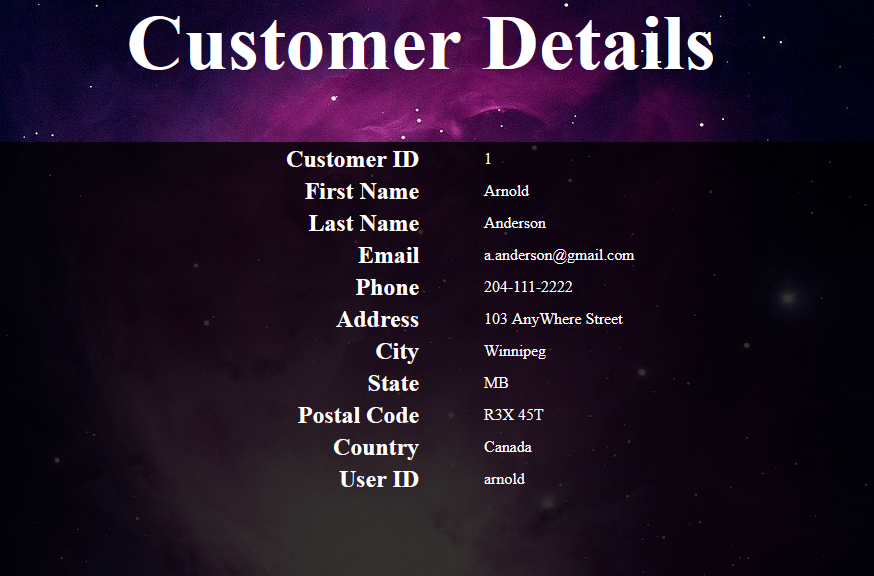 Customer Details
Customer ID 1
First Name Arnold
Last Name Anderson
Email a.anderson@gmail.com
Phone 204-111-2222
Address 103 AnyWhere Street
City Winnipeg
State MB
Postal Code R3X 45T
Country Canada
User ID arnold